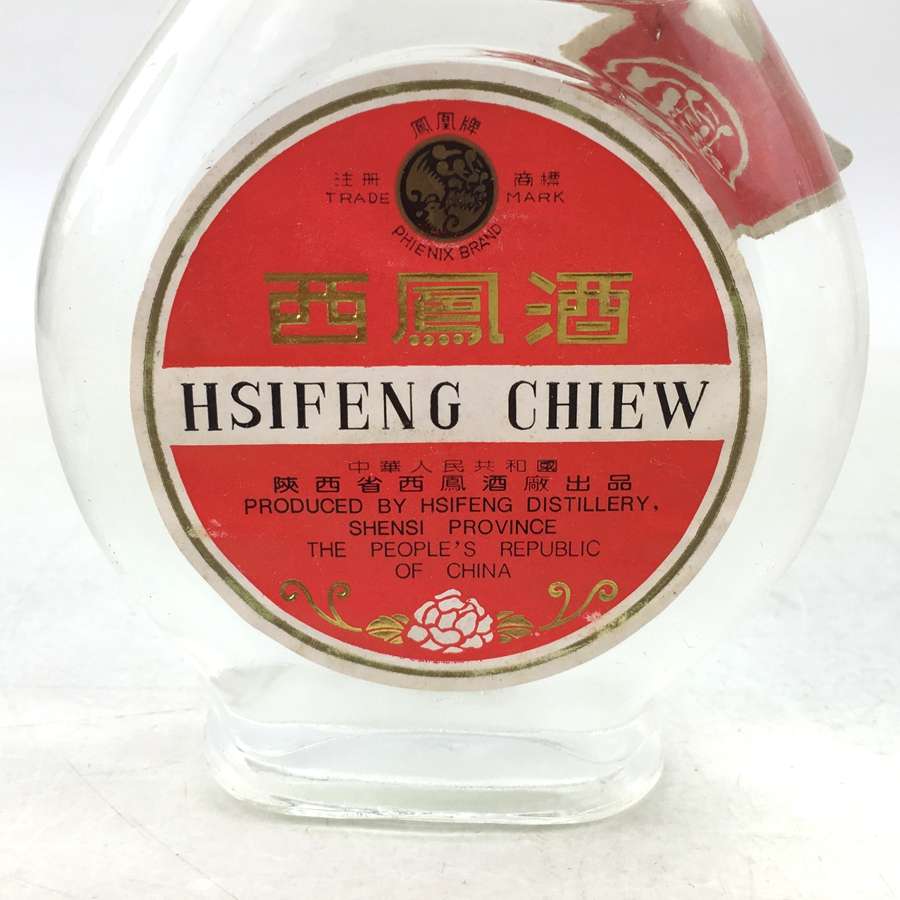 鳳凰牌
注册 商標
TRADE MARK
PHIENIX BRAND
西鳳酒
HSIFENG CHIEW
中華人民共和國
陝西省西鳳酒廠出品
PRODUCED BY HSIFENG DISTILLERY,
SHENSI PROVINCE
THE PEOPLE'S REPUBLIC
OF CHINA